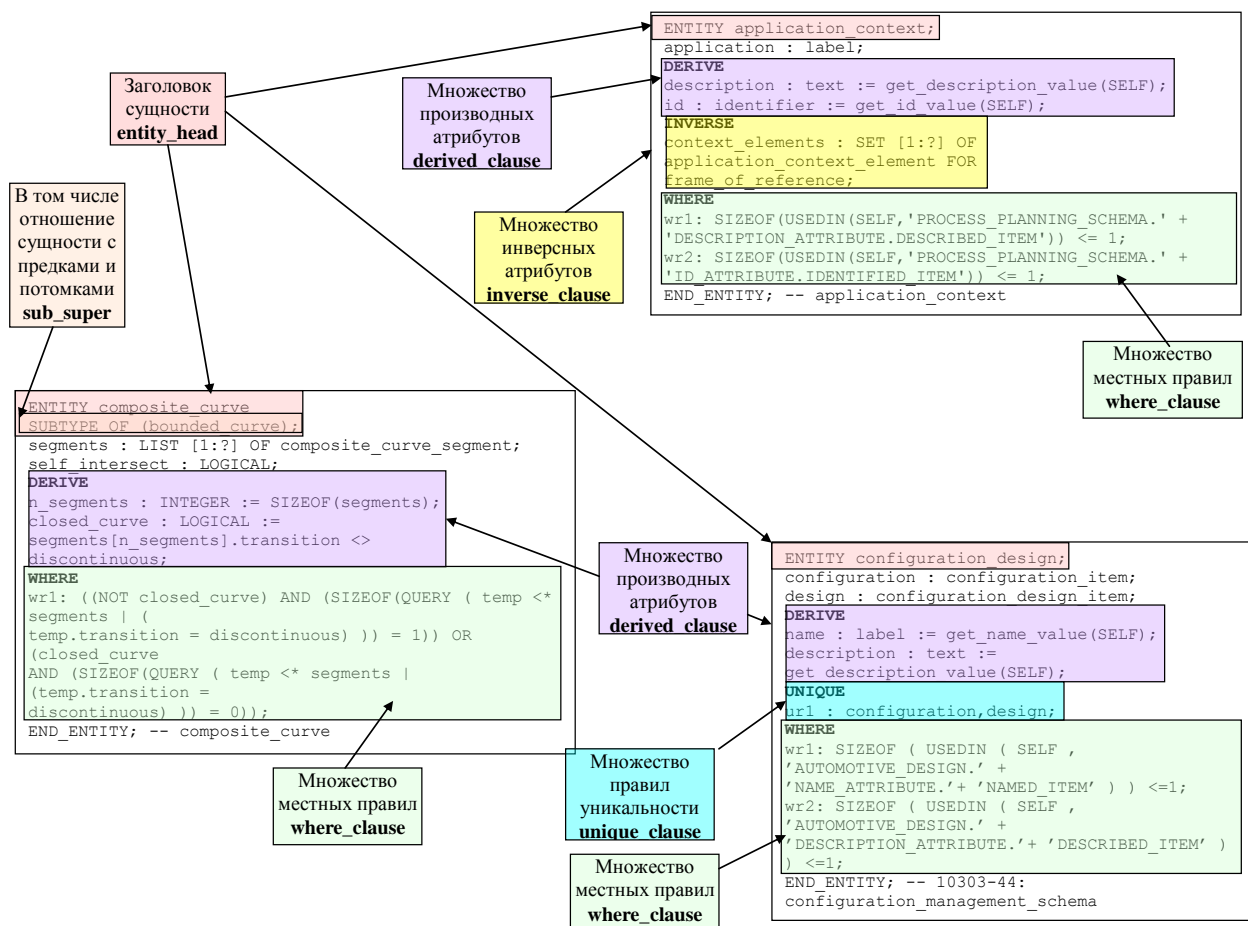 ENTITY application_context;
application : label;
DERIVE
description : text := get_description_value(SELF);
id : identifier := get_id_value(SELF);
INVERSE
context_elements : SET [1:?] OF
application_context_element FOR
frame_of_reference;
WHERE
wr1: SIZEOF(USEDIN(SELF,'PROCESS_PLANNING_SCHEMA.' +
'DESCRIPTION_ATTRIBUTE.DESCRIBED_ITEM')) <= 1;
wr2: SIZEOF(USEDIN(SELF,'PROCESS_PLANNING_SCHEMA.' +
'ID_ATTRIBUTE.IDENTIFIED_ITEM')) <= 1;
END_ENTITY; -- application_context
Заголовок
сущности
entity_head
Множество
производных
атрибутов
derived_clause
В том числе
отношение
сущности с
предками и
потомками
sub_super
Множество
инверсных
атрибутов
inverse_clause
Множество
местных правил
where_clause
ENTITY composite_curve
SUBTYPE OF (bounded_curve);
segments : LIST [1:?] OF composite_curve_segment;
self_intersect : LOGICAL;
DERIVE
n_segments : INTEGER := SIZEOF(segments);
closed_curve : LOGICAL :=
segments[n_segments].transition <>
discontinuous;
WHERE
wr1: ((NOT closed_curve) AND (SIZEOF(QUERY ( temp <*
segments | (
temp.transition = discontinuous) )) = 1)) OR
(closed_curve
AND (SIZEOF(QUERY ( temp <* segments |
(temp.transition =
discontinuous) )) = 0));
END_ENTITY; -- composite_curve
Множество
местных правил
where_clause
Множество
производных
атрибутов
derived_clause
Множество
правил
уникальности
unique_clause
Множество
местных правил
where_clause
ENTITY configuration_design;
configuration : configuration_item;
design : configuration_design_item;
DERIVE
name : label := get_name_value(SELF);
description : text :=
get_description_value(SELF);
UNIQUE
ur1 : configuration,design;
WHERE
wr1: SIZEOF ( USEDIN ( SELF ,
’AUTOMOTIVE_DESIGN.’ +
’NAME_ATTRIBUTE.’+ ’NAMED_ITEM’ ) ) <=1;
wr2: SIZEOF ( USEDIN ( SELF ,
’AUTOMOTIVE_DESIGN.’ +
’DESCRIPTION_ATTRIBUTE.’+ ’DESCRIBED_ITEM’ )
) <=1;
END_ENTITY; -- 10303-44:
configuration_management_schema